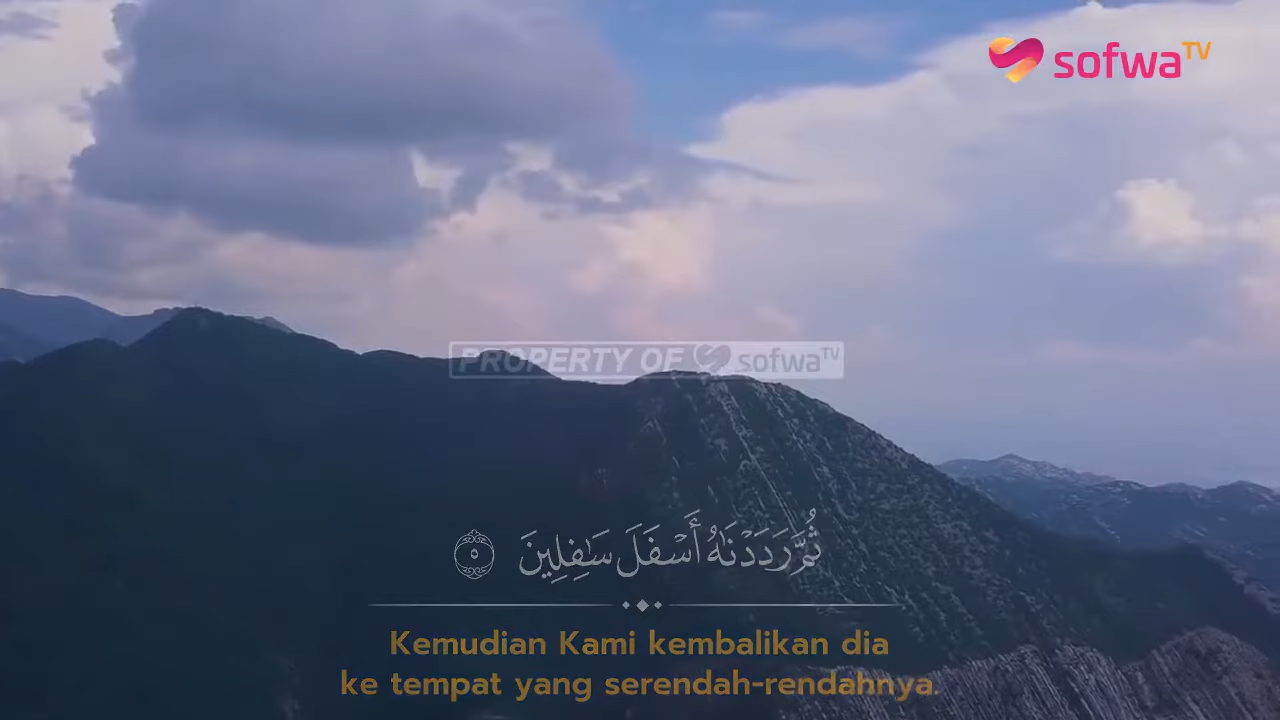 sofwa TV
PROPERTY OF sofwa TV
ثُمَّ رَدَدْنَٰهُ أَسْفَلَ سَٰفِلِينَ ٥
Kemudian Kami kembalikan dia
ke tempat yang serendah-rendahnya.